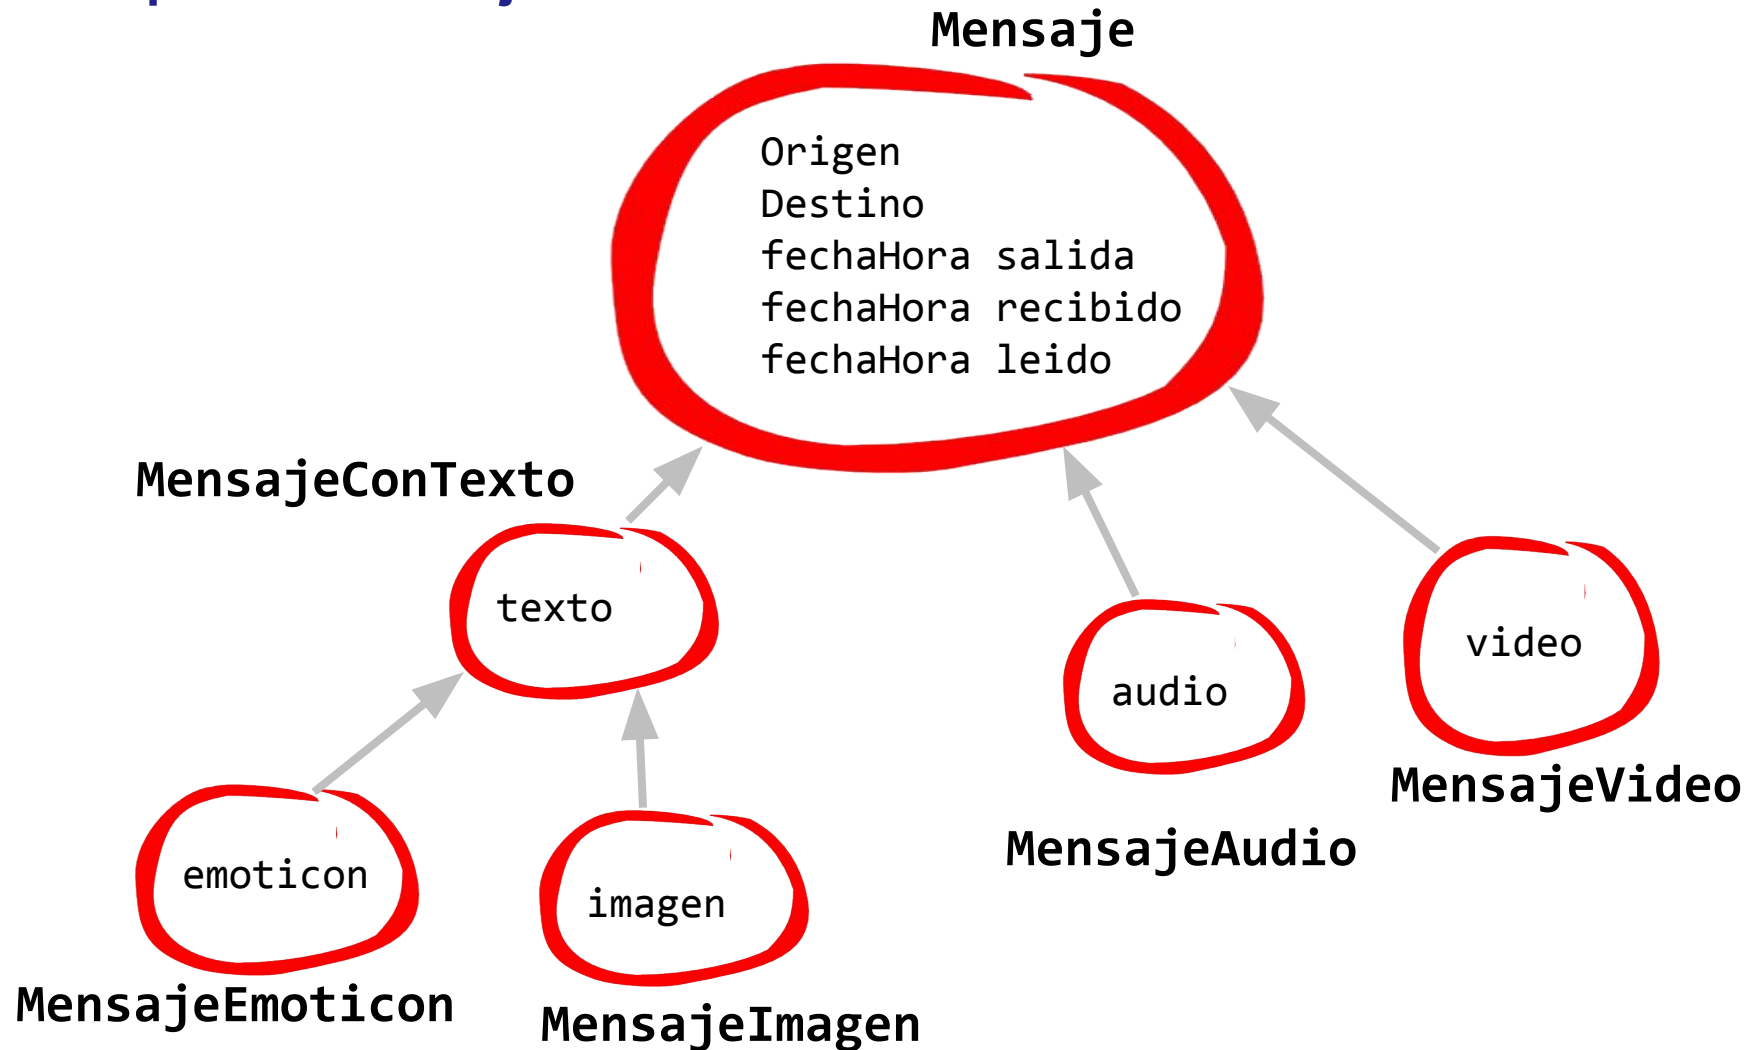 Mensaje
Origen
Destino
fechaHora salida
fechaHora recibido
fechaHora leido
MensajeConTexto
texto
video
audio
MensajeVideo
MensajeAudio
emoticon
imagen
MensajeEmoticon
MensajeImagen